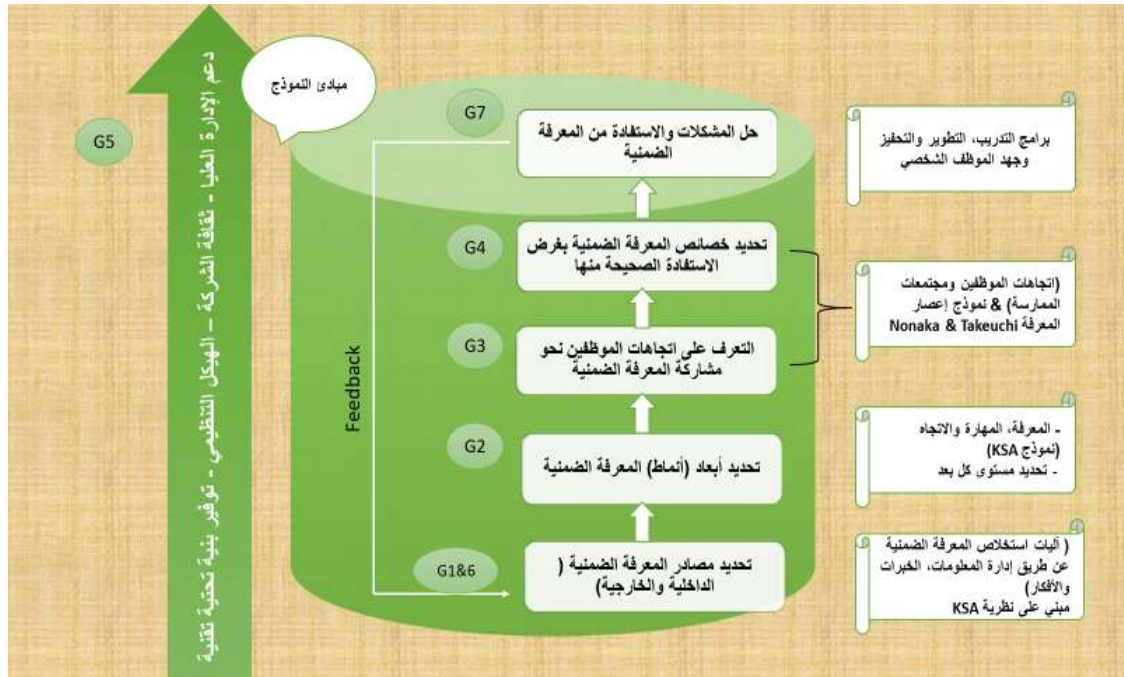 دعم الإدارة العليا - ثقافة الشركة – الهيكل التنظيمي - توفير بنية تحتية تقنية
G5
مبادئ النموذج
G7
حل المشكلات والاستفادة من المعرفة
الضمنية
برامج التدريب، التطوير والتحفيز
وجهد الموظف الشخصي
G4
تحديد خصائص المعرفة الضمنية بغرض
الاستفادة الصحيحة منها
(اتجاهات الموظفين ومجتمعات
الممارسة) & نموذج إعصار
المعرفة Nonaka & Takeuchi
G3
التعرف على اتجاهات الموظفين نحو
مشاركة المعرفة الضمنية
Feedback
G2
تحديد أبعاد (أنماط) المعرفة الضمنية
- المعرفة، المهارة والاتجاه
(نموذج KSA)
- تحديد مستوى كل بعد
G1&6
تحديد مصادر المعرفة الضمنية (
الداخلية والخارجية)
( آليات استخلاص المعرفة الضمنية
عن طريق إدارة المعلومات، الخبرات
والأفكار)
مبني على نظرية KSA